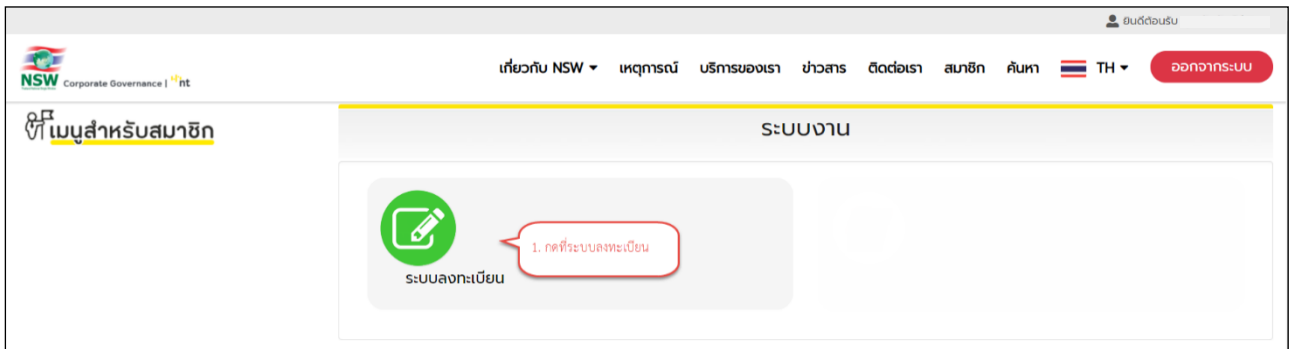 ยินดีต้อนรับ
NSW Corporate Governance | nt
เกี่ยวกับ NSW เหตุการณ์ บริการของเรา ข่าวสาร ติดต่อเรา สมาชิก ค้นหา TH ออกจากระบบ
เมนูสำหรับสมาชิก
ระบบงาน
1. กดที่ระบบลงทะเบียน
ระบบลงทะเบียน